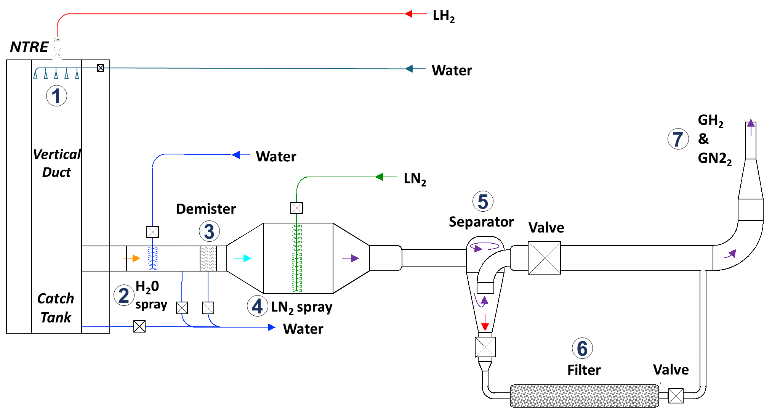 LH₂
NTRE
Water
1
Vertical
Duct
Water
LN₂
Demister
3
5
Separator
Valve
7
GH₂
&
GN2₂
2
H₂0
spray
4
LN₂ spray
Catch
Tank
Water
6
Filter
Valve